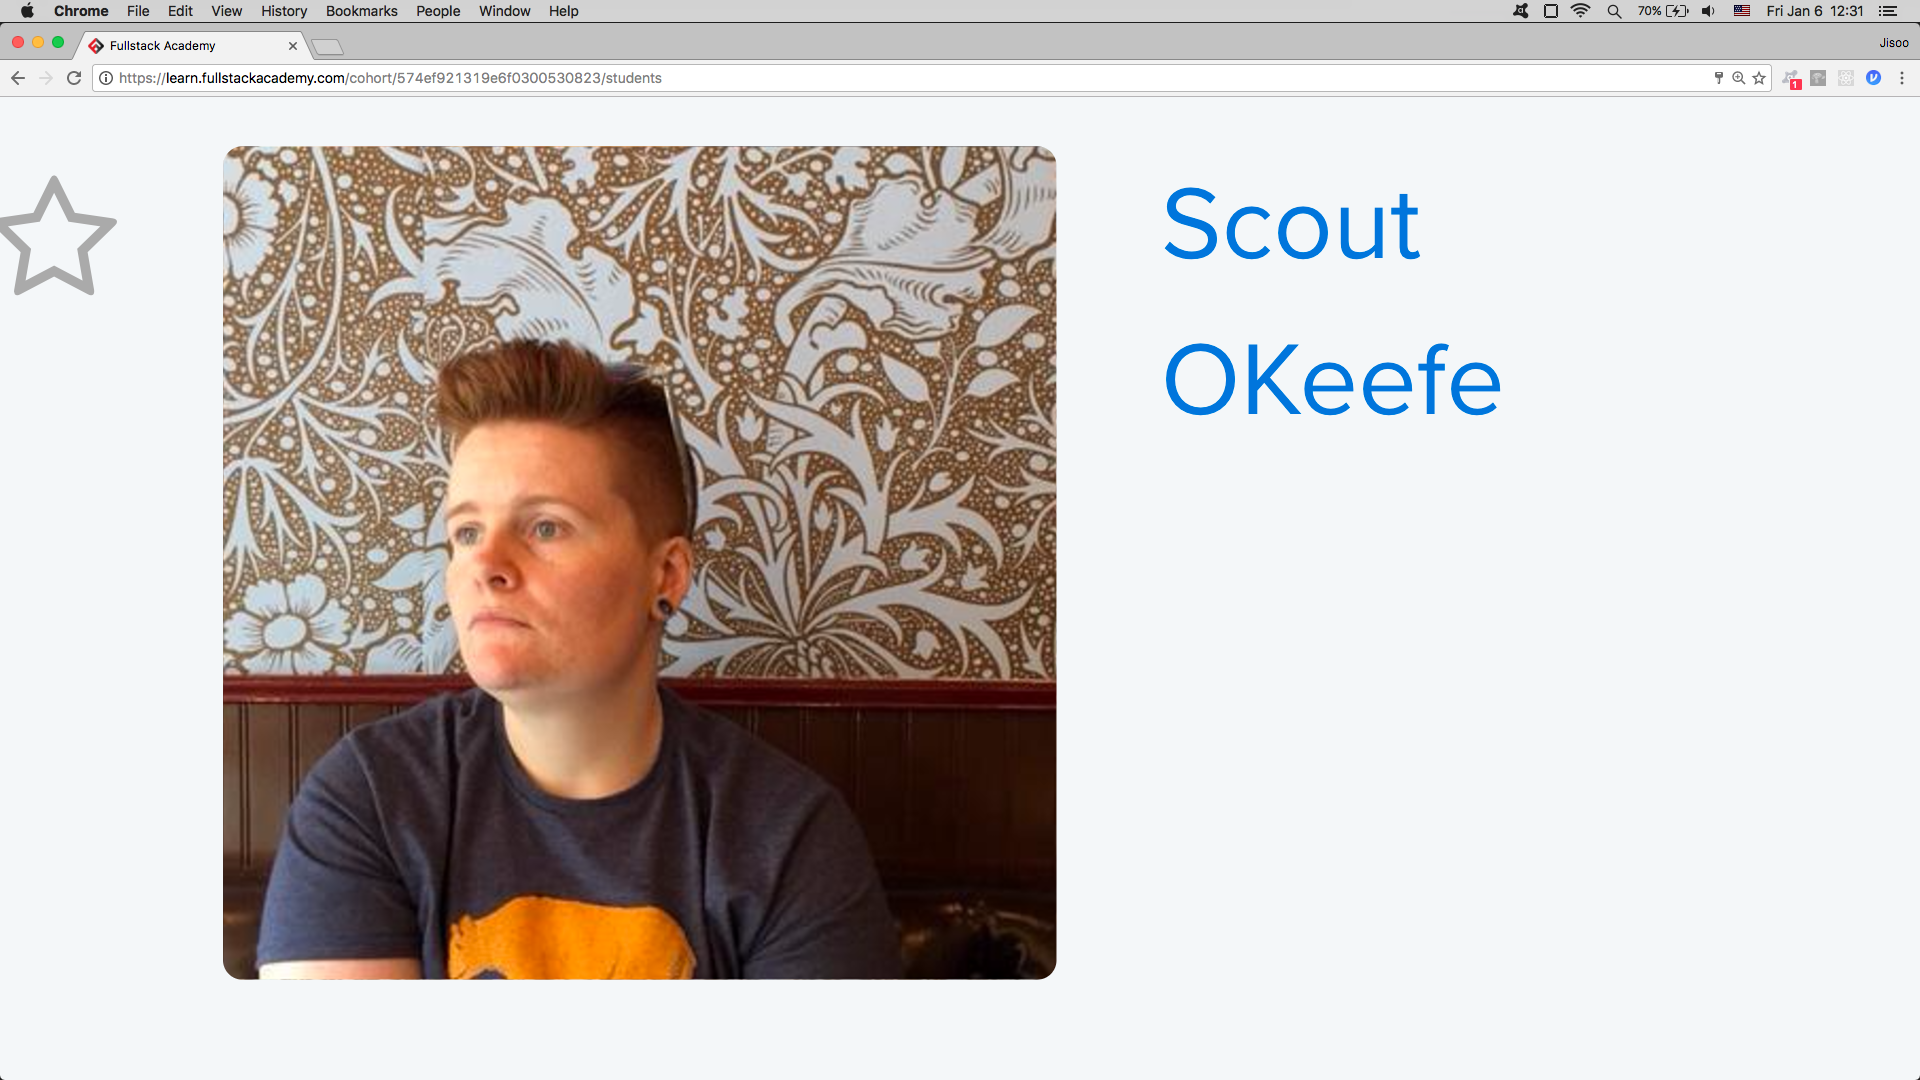 Chrome File Edit View History Bookmarks People Window Help 70% Fri Jan 6 12:31
Fullstack Academy
Jisoo
https://learn.fullstackacademy.com/cohort/574ef921319e6f0300530823/students
1
Scout
OKeefe